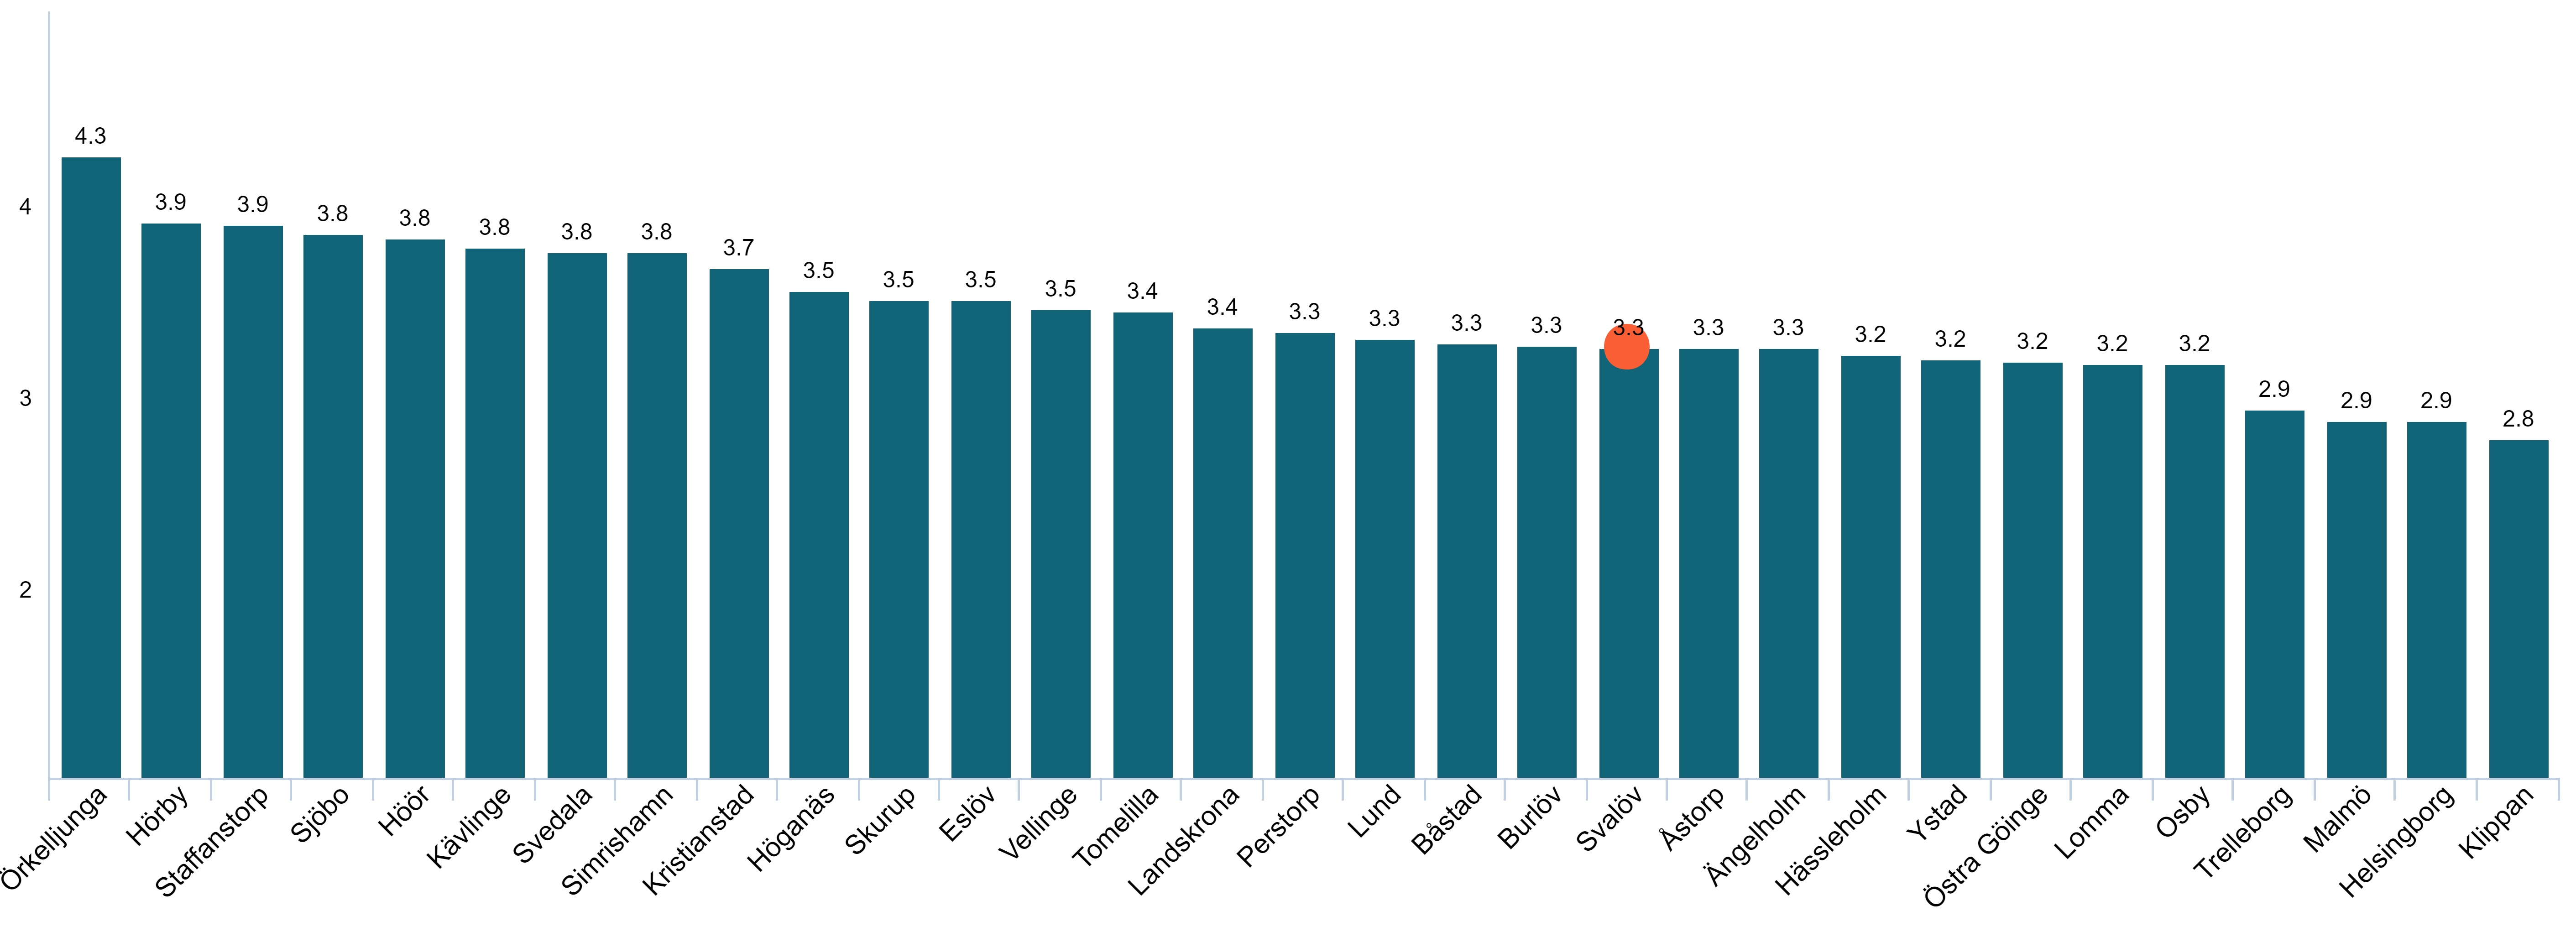 4.3
3.9
3.9
3.8
3.8
3.8
3.8
3.8
3.7
3.5
3.5
3.5
3.5
3.4
3.4
3.3
3.3
3.3
3.3
3.3
3.3
3.3
3.2
3.2
3.2
3.2
3.2
2.9
2.9
2.9
2.8
4
3
2
Örkelljunga
Hörby
Staffanstorp
Sjöbo
Höör
Kävlinge
Svedala
Simrishamn
Kristianstad
Höganäs
Skurup
Eslöv
Vellinge
Tomelilla
Landskrona
Perstorp
Lund
Båstad
Burlöv
Svalöv
Åstorp
Ängelholm
Hässleholm
Ystad
Östra Göinge
Lomma
Osby
Trelleborg
Malmö
Helsingborg
Klippan